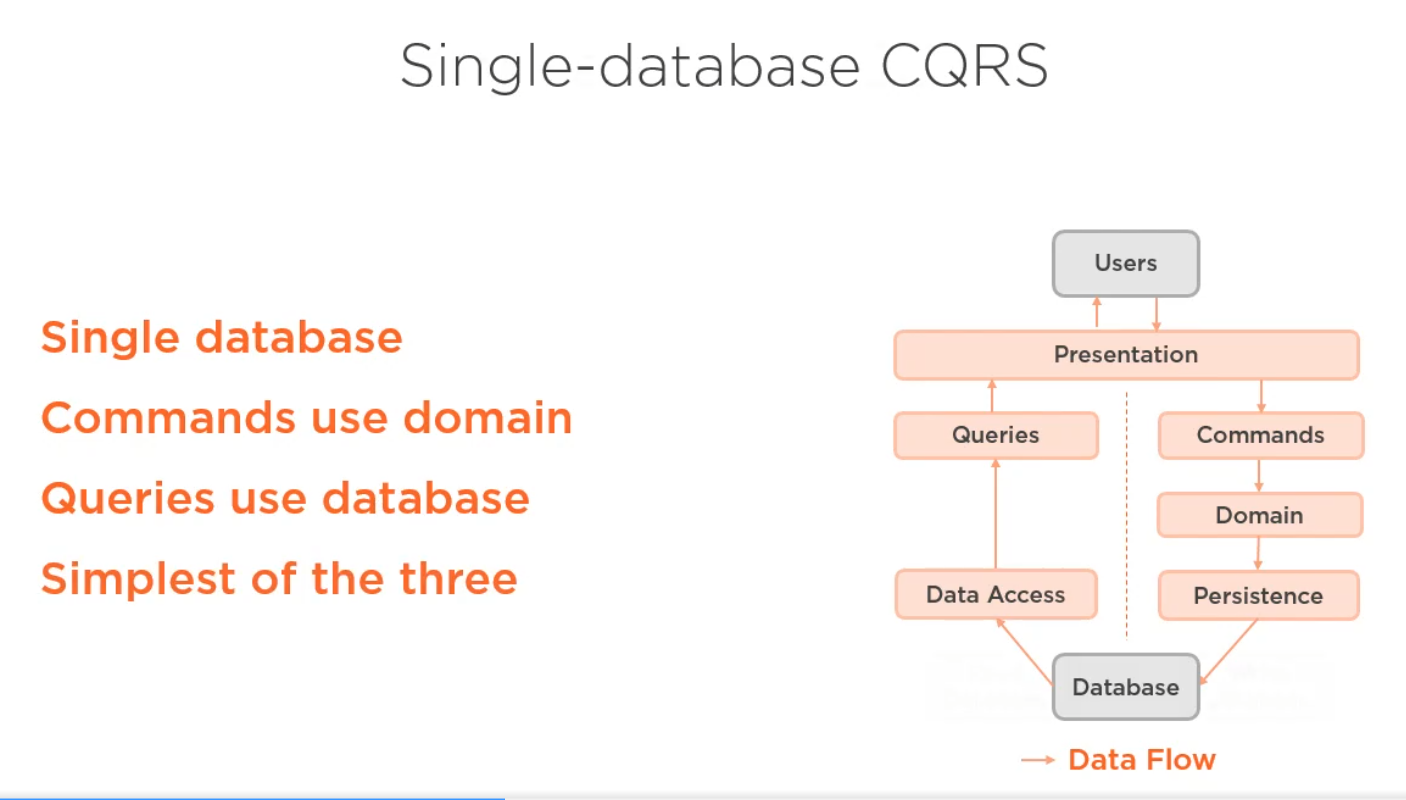 Single-database CQRS
Single database
Commands use domain
Queries use database
Simplest of the three
Users
Presentation
Queries
Commands
Domain
Data Access
Persistence
Database
Data Flow